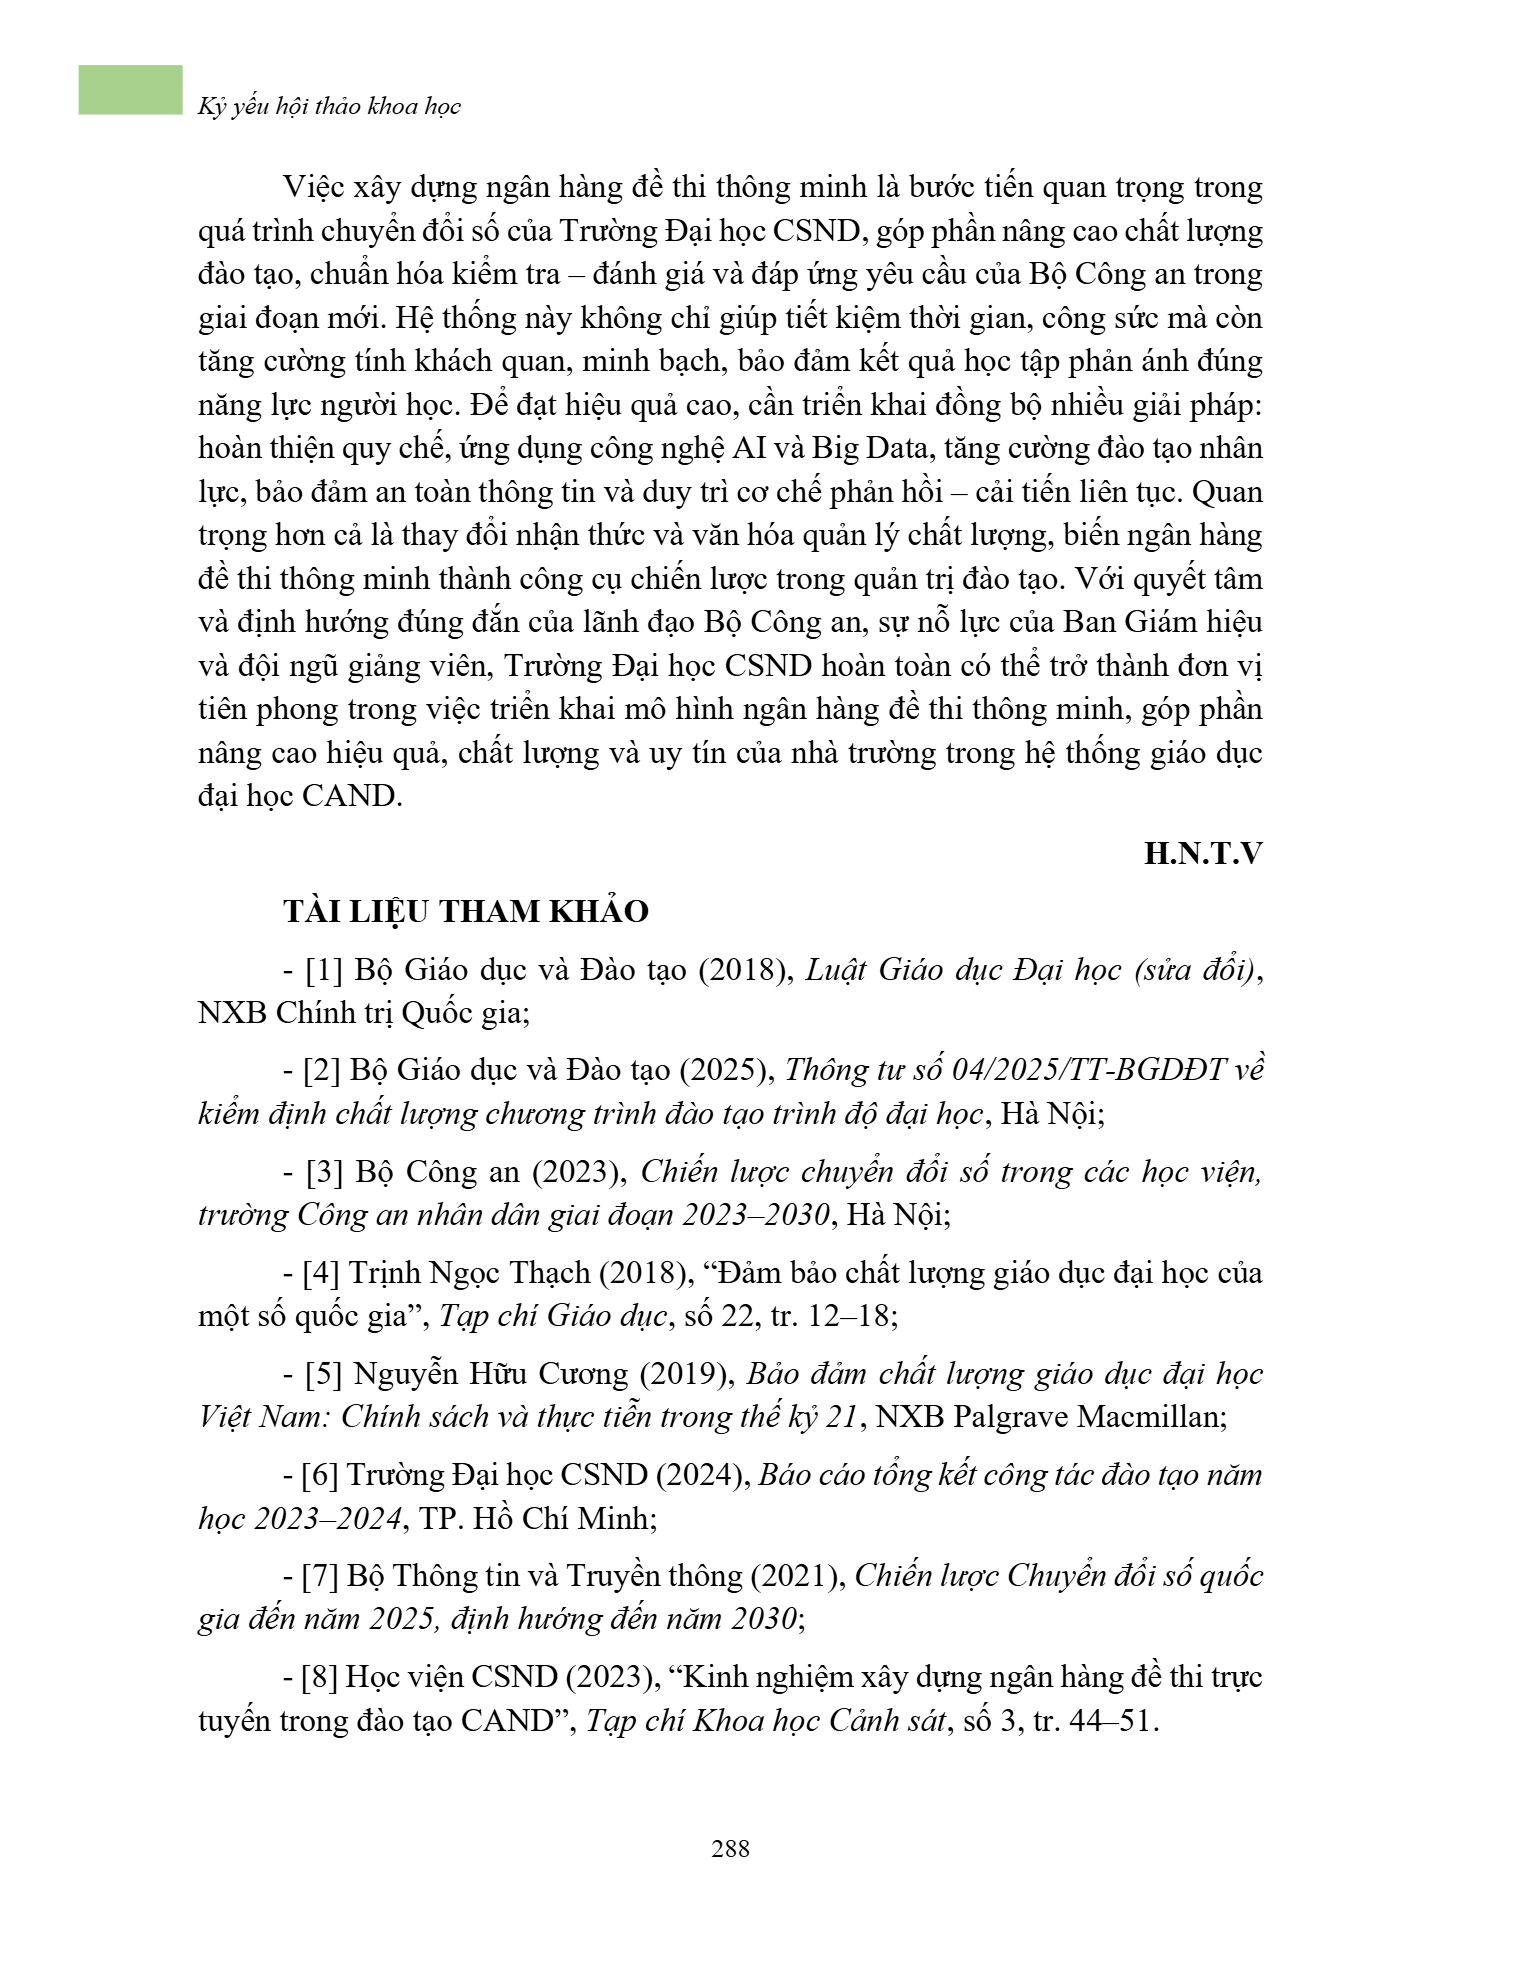 Kỷ yếu hội thảo khoa học
Việc xây dựng ngân hàng đề thi thông minh là bước tiến quan trọng trong
quá trình chuyển đổi số của Trường Đại học CSND, góp phần nâng cao chất lượng
đào tạo, chuẩn hóa kiểm tra – đánh giá và đáp ứng yêu cầu của Bộ Công an trong
giai đoạn mới. Hệ thống này không chỉ giúp tiết kiệm thời gian, công sức mà còn
tăng cường tính khách quan, minh bạch, bảo đảm kết quả học tập phản ánh đúng
năng lực người học. Để đạt hiệu quả cao, cần triển khai đồng bộ nhiều giải pháp:
hoàn thiện quy chế, ứng dụng công nghệ AI và Big Data, tăng cường đào tạo nhân
lực, bảo đảm an toàn thông tin và duy trì cơ chế phản hồi – cải tiến liên tục. Quan
trọng hơn cả là thay đổi nhận thức và văn hóa quản lý chất lượng, biến ngân hàng
đề thi thông minh thành công cụ chiến lược trong quản trị đào tạo. Với quyết tâm
và định hướng đúng đắn của lãnh đạo Bộ Công an, sự nỗ lực của Ban Giám hiệu
và đội ngũ giảng viên, Trường Đại học CSND hoàn toàn có thể trở thành đơn vị
tiên phong trong việc triển khai mô hình ngân hàng đề thi thông minh, góp phần
nâng cao hiệu quả, chất lượng và uy tín của nhà trường trong hệ thống giáo dục
đại học CAND.
H.N.T.V
TÀI LIỆU THAM KHẢO
- [1] Bộ Giáo dục và Đào tạo (2018), Luật Giáo dục Đại học (sửa đổi),
NXB Chính trị Quốc gia;
- [2] Bộ Giáo dục và Đào tạo (2025), Thông tư số 04/2025/TT-BGDĐT về
kiểm định chất lượng chương trình đào tạo trình độ đại học, Hà Nội;
- [3] Bộ Công an (2023), Chiến lược chuyển đổi số trong các học viện,
trường Công an nhân dân giai đoạn 2023–2030, Hà Nội;
- [4] Trịnh Ngọc Thạch (2018), “Đảm bảo chất lượng giáo dục đại học của
một số quốc gia”, Tạp chí Giáo dục, số 22, tr. 12–18;
- [5] Nguyễn Hữu Cương (2019), Bảo đảm chất lượng giáo dục đại học
Việt Nam: Chính sách và thực tiễn trong thế kỷ 21, NXB Palgrave Macmillan;
- [6] Trường Đại học CSND (2024), Báo cáo tổng kết công tác đào tạo năm
học 2023–2024, TP. Hồ Chí Minh;
- [7] Bộ Thông tin và Truyền thông (2021), Chiến lược Chuyển đổi số quốc
gia đến năm 2025, định hướng đến năm 2030;
- [8] Học viện CSND (2023), “Kinh nghiệm xây dựng ngân hàng đề thi trực
tuyến trong đào tạo CAND”, Tạp chí Khoa học Cảnh sát, số 3, tr. 44–51.
288